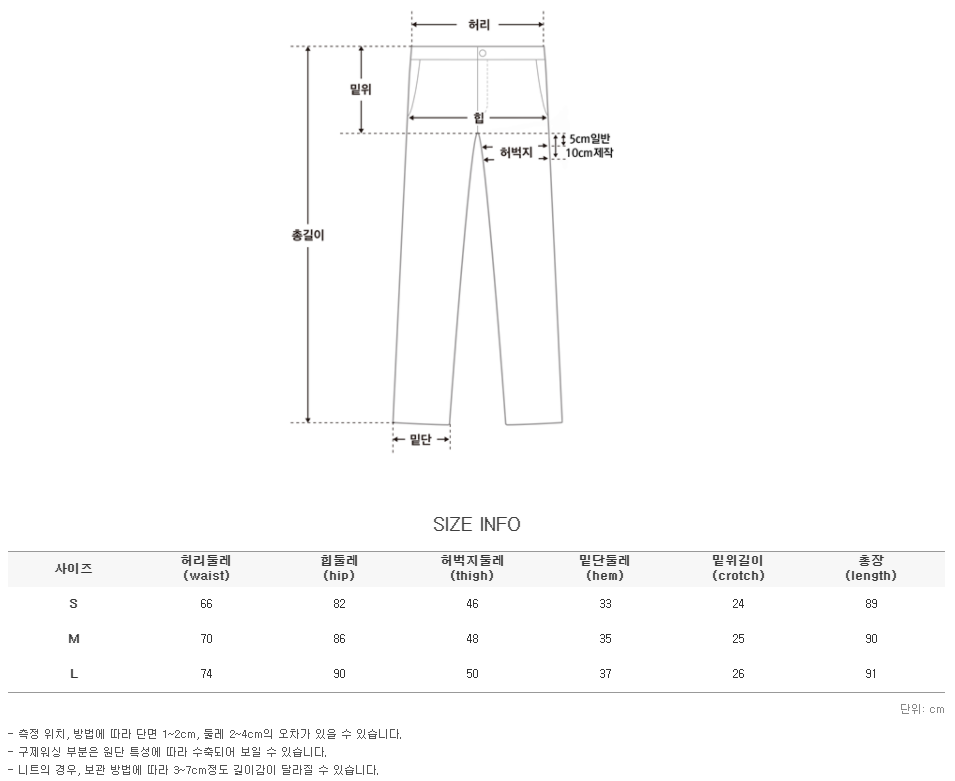 허리
밑위
힙
5cm일반
허벅지
10cm제작
총길이
밑단
SIZE INFO
사이즈 허리둘레 힙둘레 허벅지둘레 밑단둘레 밑위길이 총장
(waist) (hip) (thigh) (hem) (crotch) (length)
S 66 82 46 33 24 89
M 70 86 48 35 25 90
L 74 90 50 37 26 91
단위: cm
- 측정 위치, 방법에 따라 단면 1~2cm, 둘레 2~4cm의 오차가 있을 수 있습니다.
- 구제워싱 부분은 원단 특성에 따라 수축되어 보일 수 있습니다.
- 니트의 경우, 보관 방법에 따라 3~7cm정도 길이감이 달라질 수 있습니다.